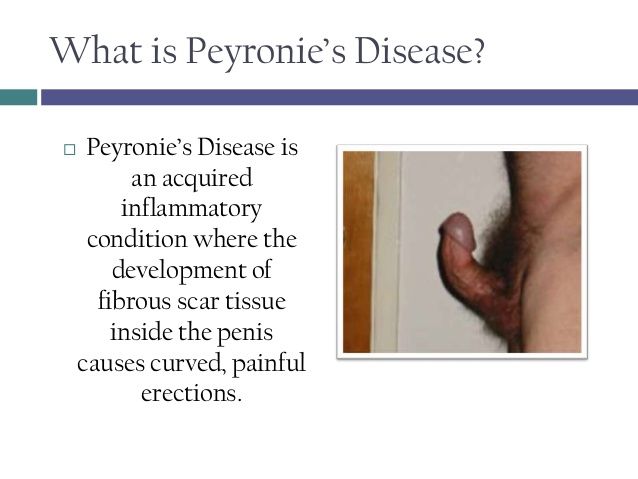 What is Peyronie's Disease?
Peyronie's Disease is
an acquired
inflammatory
condition where the
development of
fibrous scar tissue
inside the penis
causes curved, painful
erections.